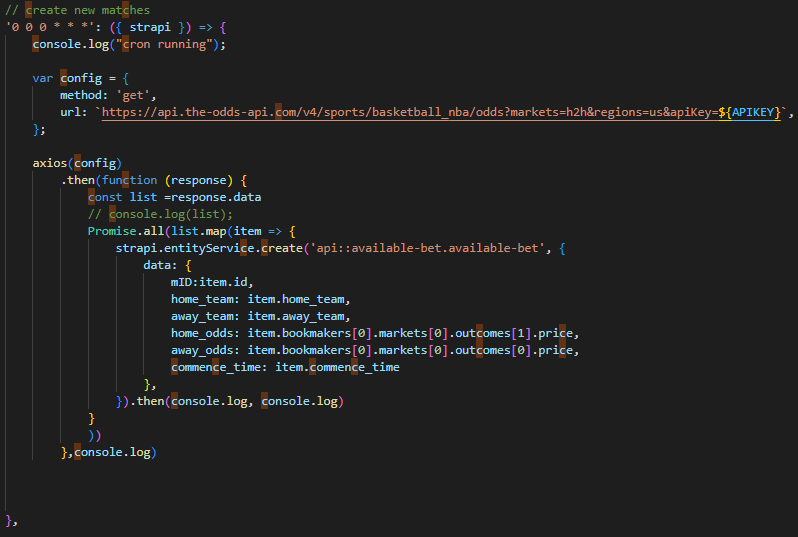 // create new matches
'0 0 0 * * *': ({ strapi }) => {
console.log("cron running");
var config = {
method: 'get',
url: `https://api.the-odds-api.com/v4/sports/basketball_nba/odds?markets=h2h&regions=us&apiKey=${APIKEY}`,
};
axios(config)
.then(function (response) {
const list =response.data
// console.log(list);
Promise.all(list.map(item => {
strapi.entityService.create('api::available-bet.available-bet', {
data: {
mID:item.id,
home_team: item.home_team,
away_team: item.away_team,
home_odds: item.bookmakers[0].markets[0].outcomes[1].price,
away_odds: item.bookmakers[0].markets[0].outcomes[0].price,
commence_time: item.commence_time
},
}).then(console.log, console.log)
}
))
},console.log)
},